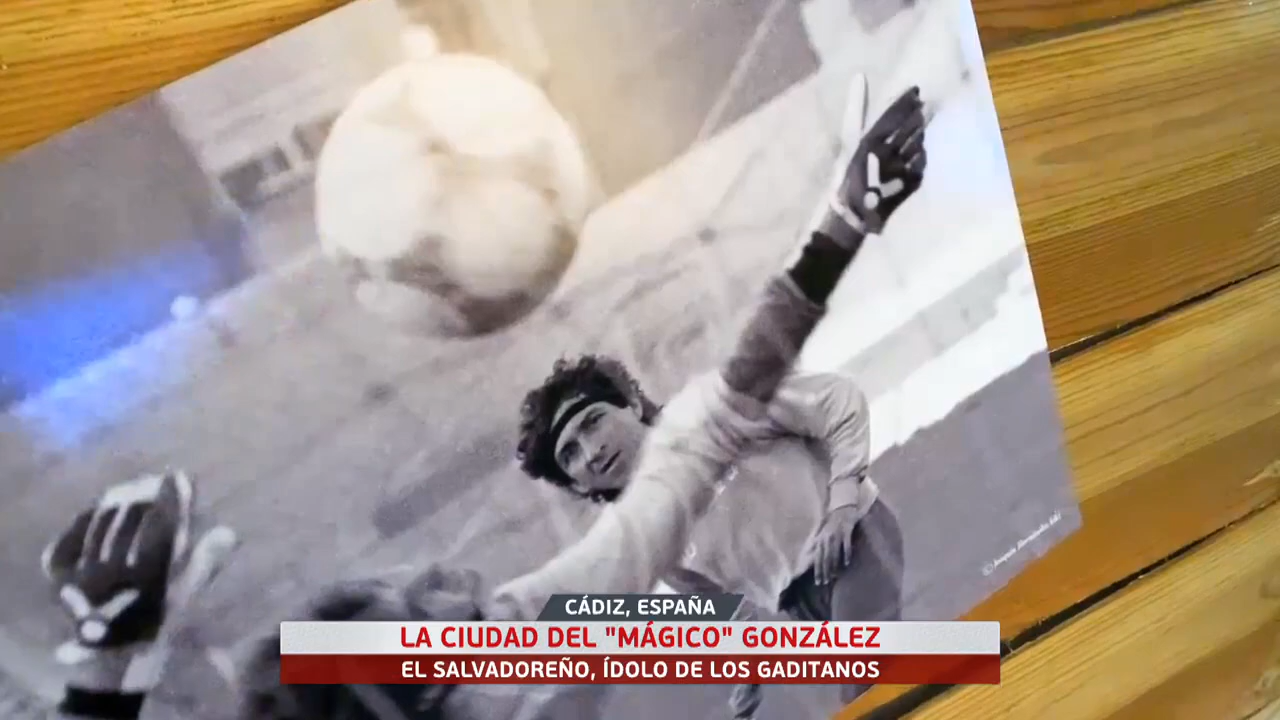 CÁDIZ, ESPAÑA
LA CIUDAD DEL "MÁGICO" GONZÁLEZ
EL SALVADOREÑO, ÍDOLO DE LOS GADITANOS